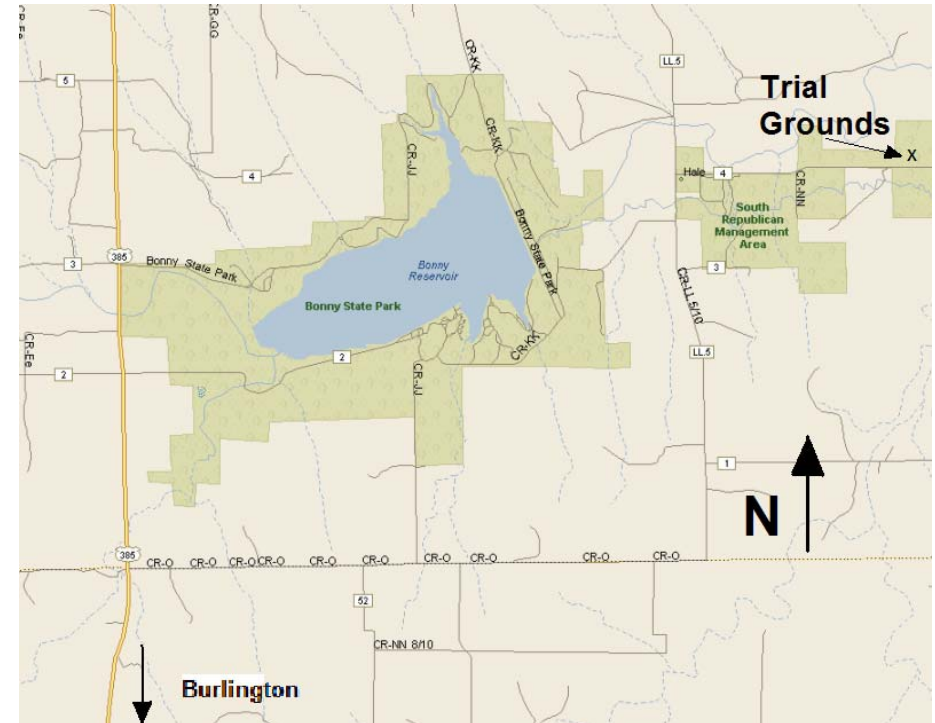 CR-Ee
CR-GG
385
5
CR-KK
LL.5
Trial
Grounds
X
CR-KK
CR-JJ
4
Hale
4
CR-NN
South
Republican
Management
Area
Bonny State Park
385
3
Bonny State Park
Bonny
Reservoir
3
Bonny State Park
CR-LL 5/10
CR-Ee
2
2
CR-KK
LL.5
CR-JJ
1
N
385
CR-O CR-O CR-O CR-O CR-O CR-O CR-O CR-O CR-O CR-O
52
CR-NN 8/10
Burlington